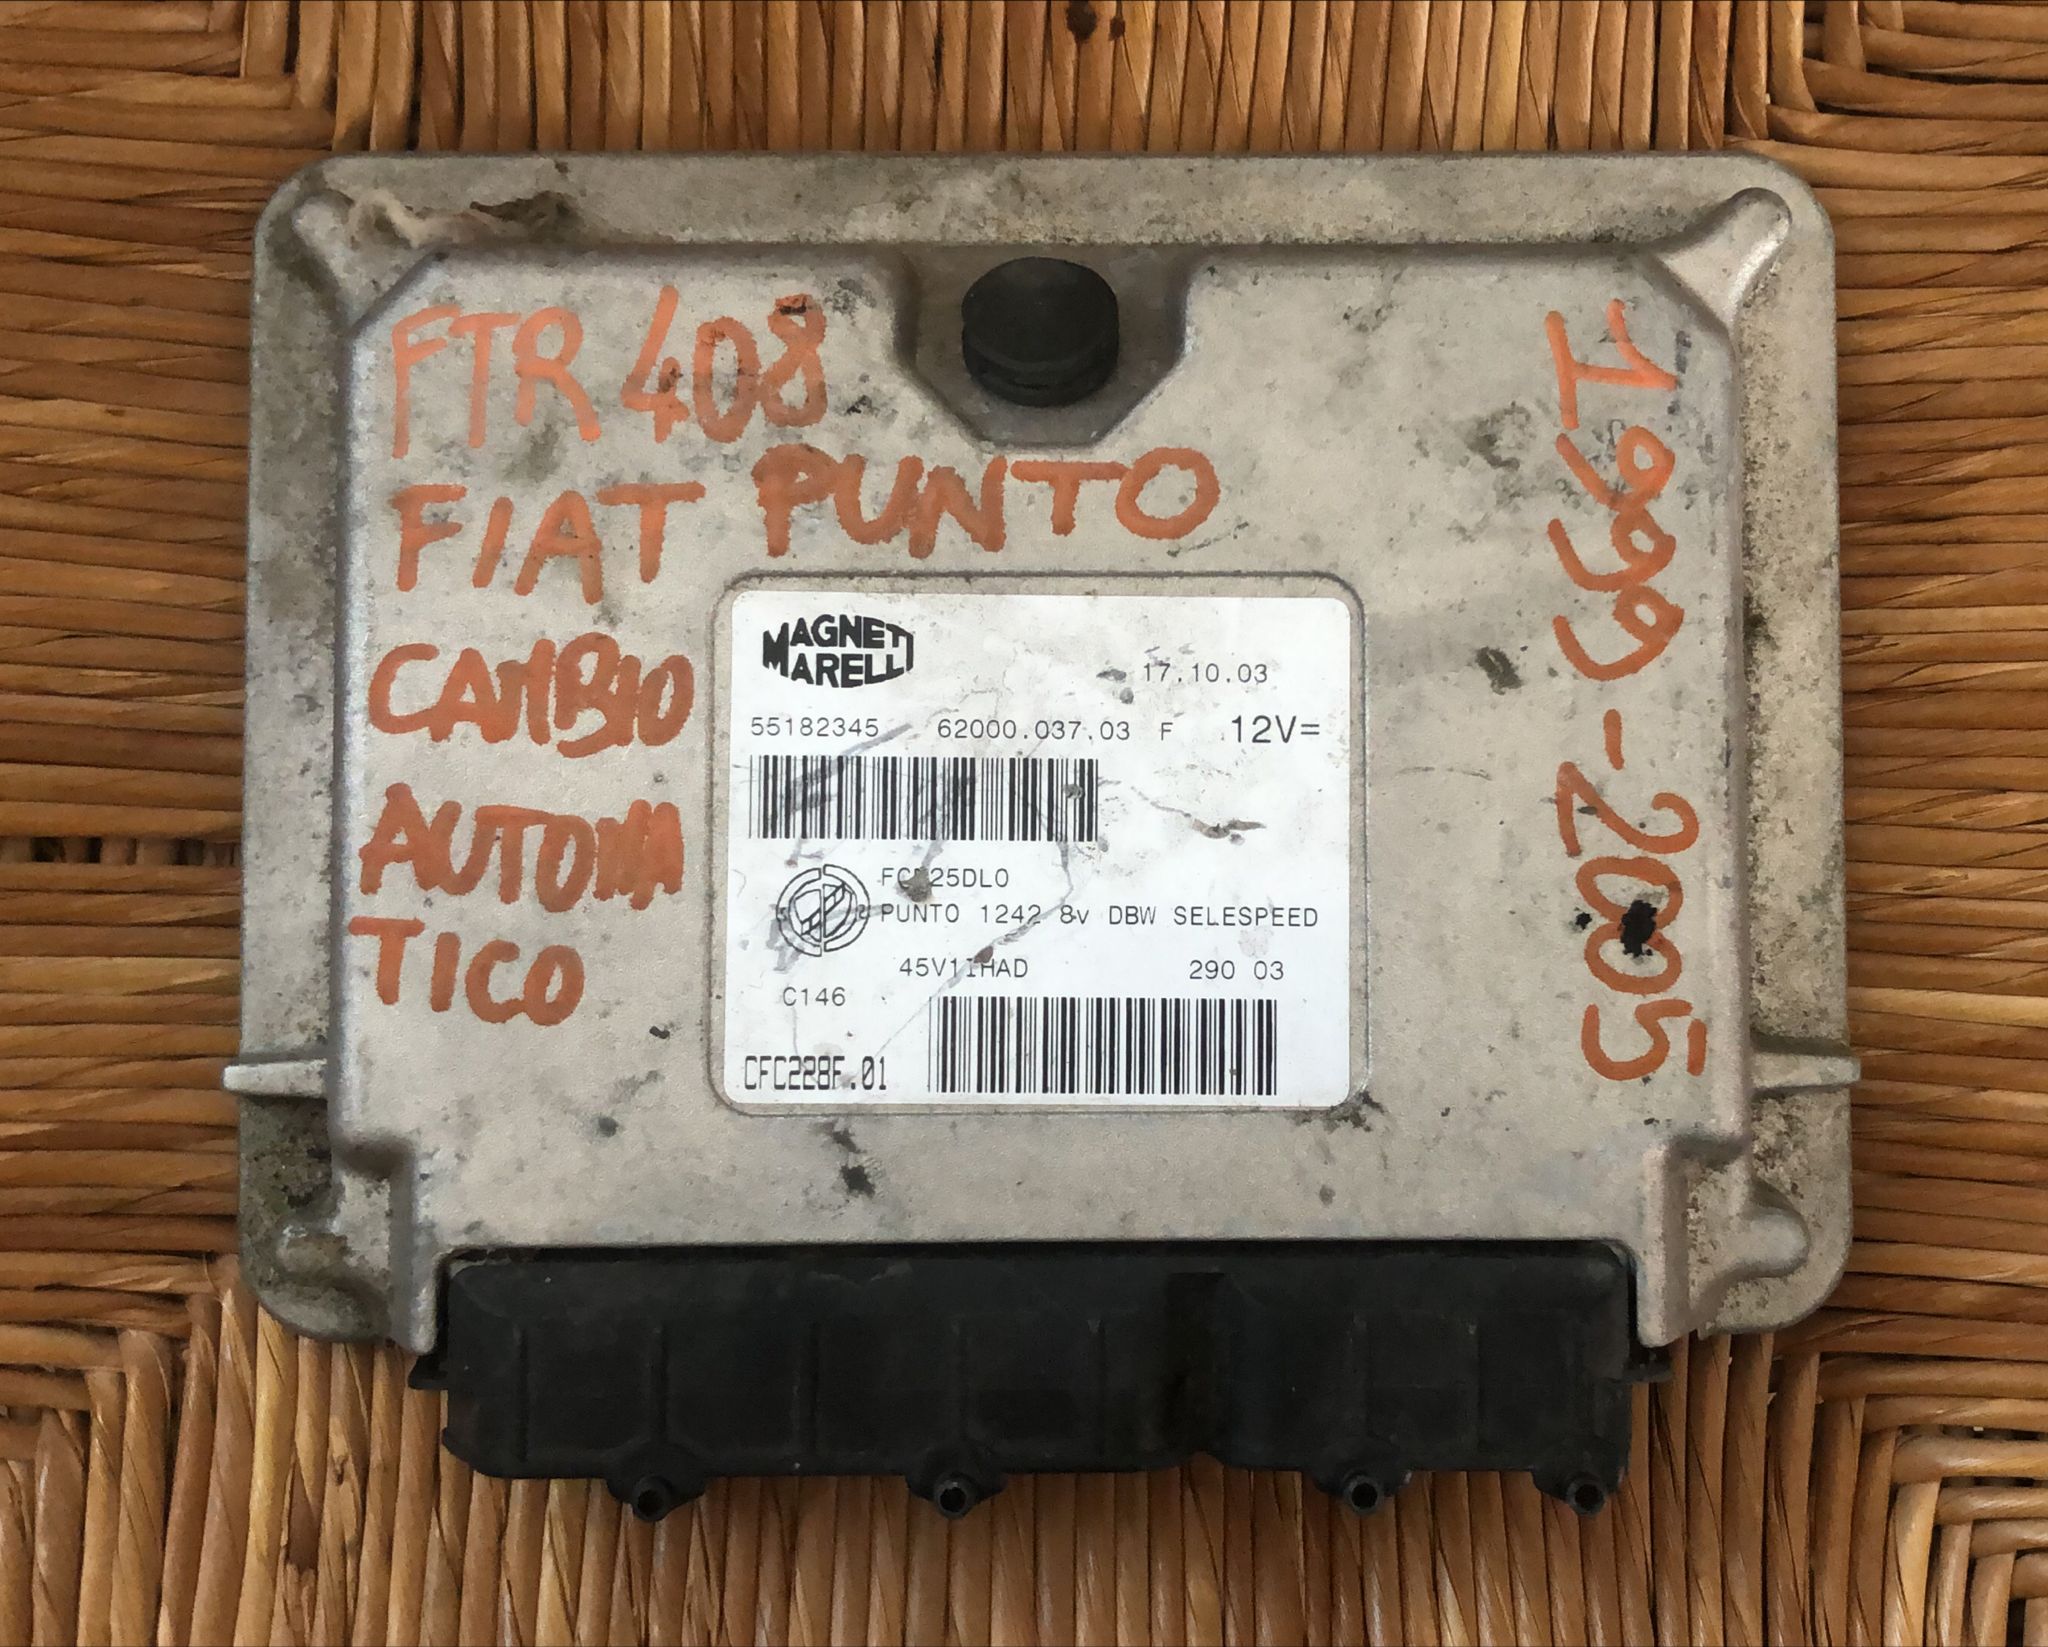 FTR 408
FIAT PUNTO
CAMBIO
AUTOMA
TICO
1999-2005
MAGNETI
MARELLI
17.10.03
55182345 62000.037.03 F 12V=
PUNTO 1242 8v DBW SELESPEED
45V1IHAD 290 03
C146
CFC228F.01